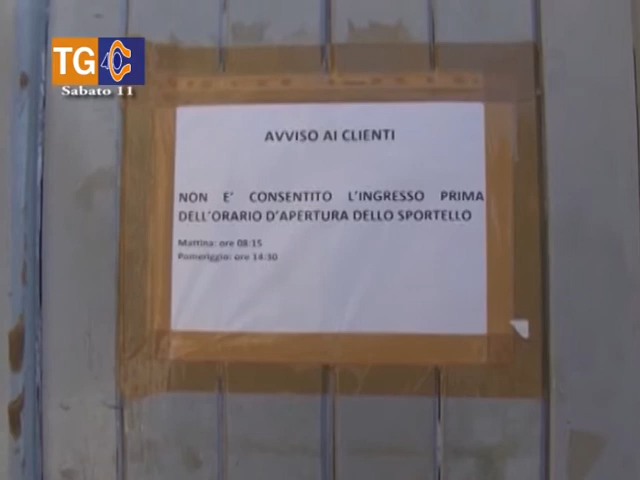 TG 40 C
Sabato 11
AVVISO AI CLIENTI
NON E' CONSENTITO L'INGRESSO PRIMA
DELL'ORARIO D'APERTURA DELLO SPORTELLO
Mattina: ore 08:15
Pomeriggio: ore 14:30